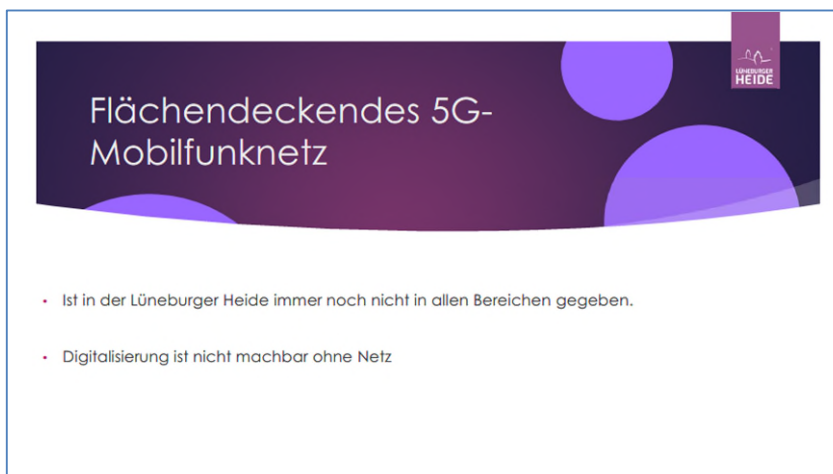 LÜNEBURGER
HEIDE
Flächendeckendes 5G-
Mobilfunknetz
• Ist in der Lüneburger Heide immer noch nicht in allen Bereichen gegeben.
• Digitalisierung ist nicht machbar ohne Netz